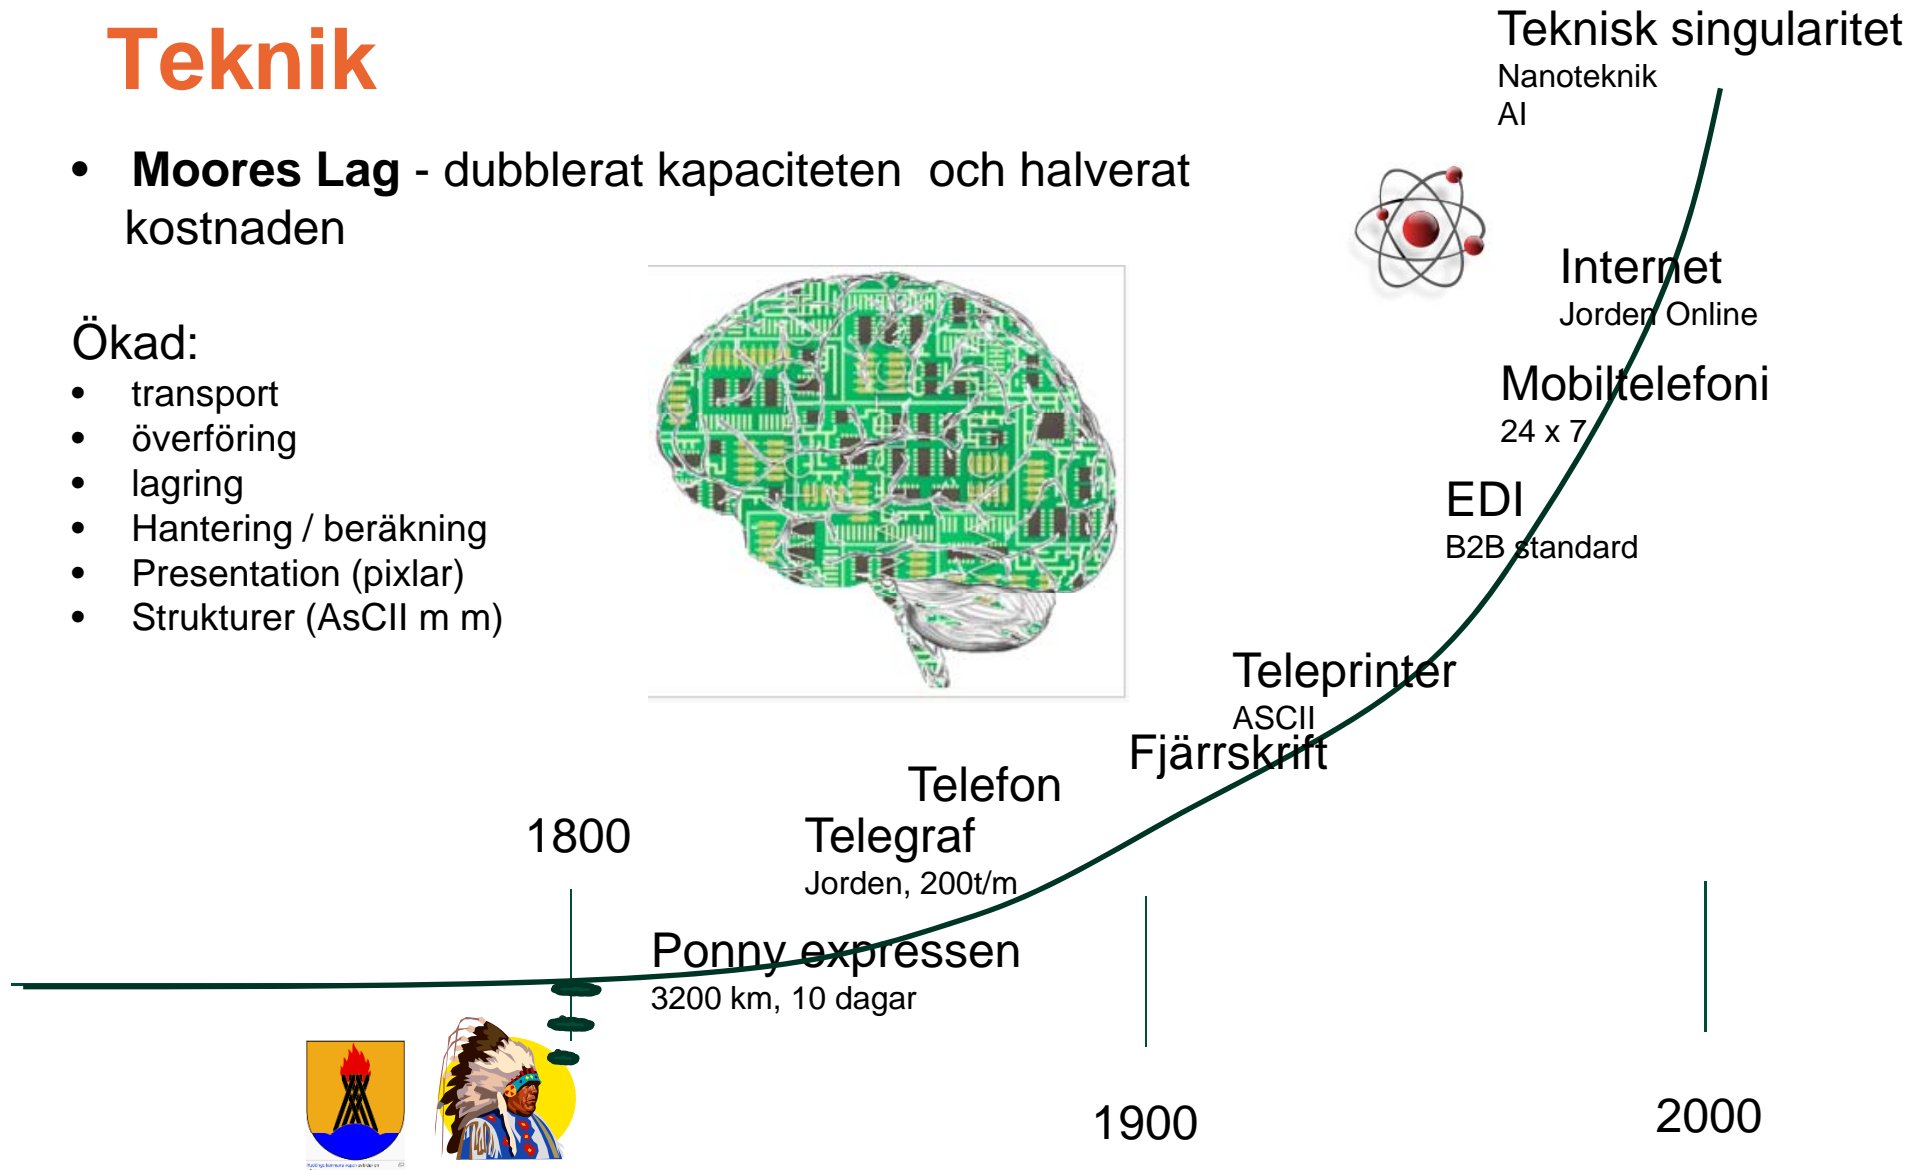 Teknik
• Moores Lag - dubblerat kapaciteten och halverat
kostnaden
Ökad:
• transport
• överföring
• lagring
• Hantering / beräkning
• Presentation (pixlar)
• Strukturer (AsCII m m)
Teknisk singularitet
Nanoteknik
AI
Internet
Jorden Online
Mobiltelefoni
24 x 7
EDI
B2B standard
Teleprinter
ASCII
Fjärrskrift
Telefon
Telegraf
Jorden, 200t/m
1800
Ponny expressen
3200 km, 10 dagar
1900
2000